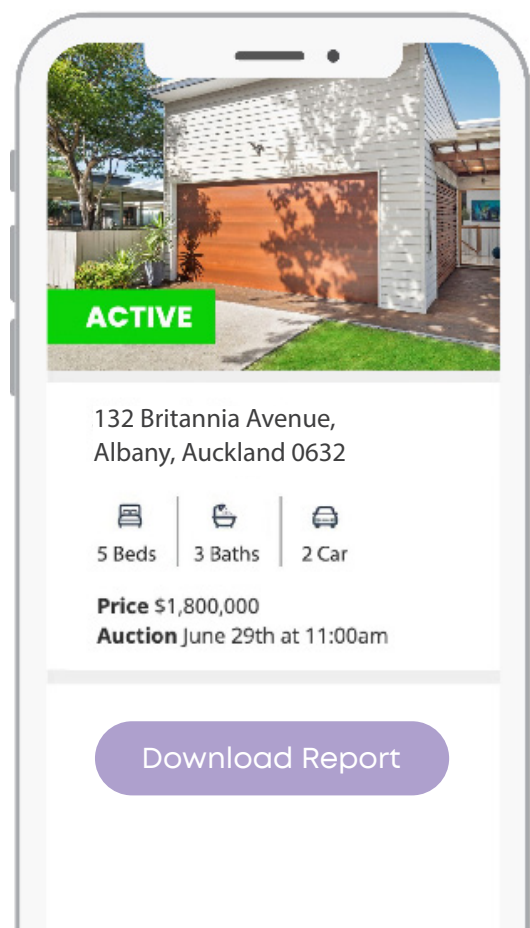 ACTIVE
132 Britannia Avenue,
Albany, Auckland 0632
5 Beds 3 Baths 2 Car
Price $1,800,000
Auction June 29th at 11:00am
Download Report